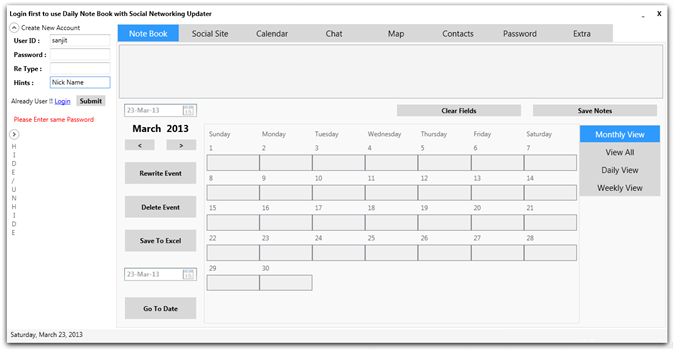 Login first to use Daily Note Book with Social Networking Updater _ X
Create New Account
User ID : sanjit
Password :
Re Type :
Hints : Nick Name
Already User !! Login Submit
Please Enter same Password
H
I
D
E
/
U
N
H
I
D
E
Note Book Social Site Calendar Chat Map Contacts Password Extra
23-Mar-13 Clear Fields Save Notes
March 2013
< >
Rewrite Event
Delete Event
Save To Excel
23-Mar-13
Go To Date
Sunday Monday Tuesday Wednesday Thursday Friday Saturday
1 2 3 4 5 6 7
8 9 10 11 12 13 14
15 16 17 18 19 20 21
22 23 24 25 26 27 28
29 30
Monthly View
View All
Daily View
Weekly View
Saturday, March 23, 2013